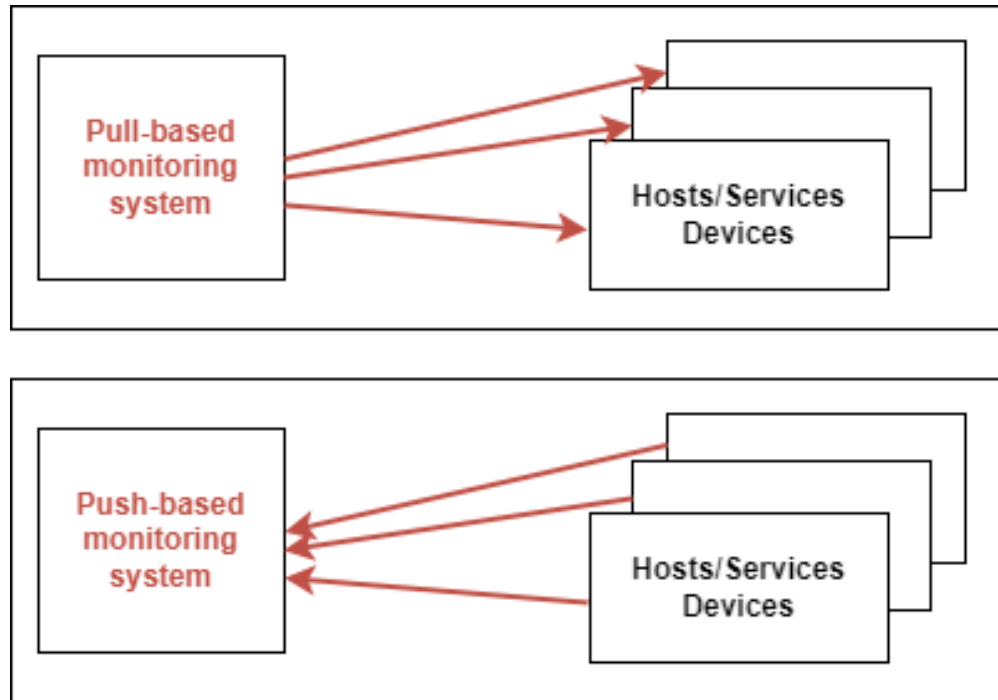 Pull-based
monitoring
system
Hosts/Services
Devices
Push-based
monitoring
system
Hosts/Services
Devices